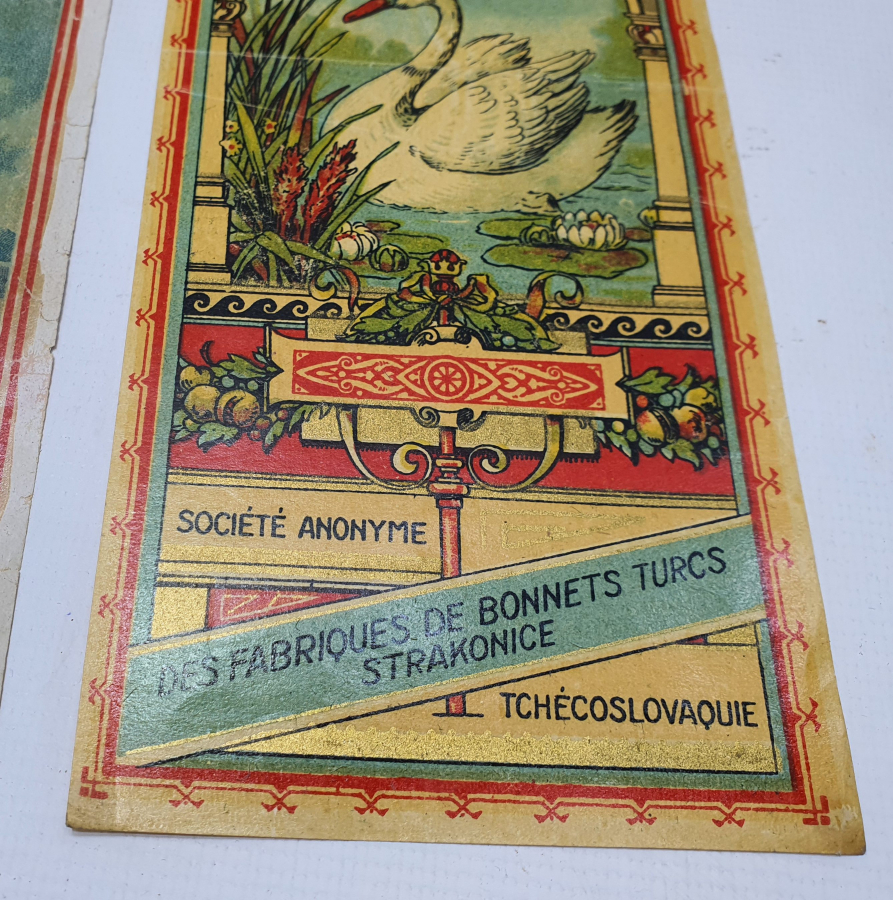 SOCIÉTÉ ANONYME
DES FABRIQUES DE BONNETS TURCS
STRAKONICE
TCHÉCOSLOVAQUIE